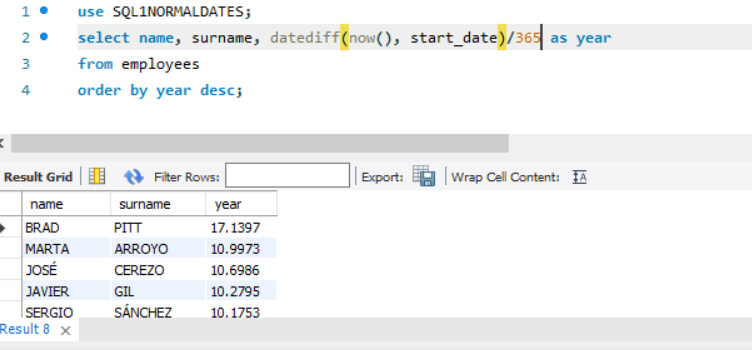 1 use SQL1NORMALDATES;
2 select name, surname, datediff(now(), start_date)/365 as year
3 from employees
4 order by year desc;
Result Grid Filter Rows: Export: Wrap Cell Content: IA
name surname year
BRAD PITT 17.1397
MARTA ARROYO 10.9973
JOSÉ CEREZO 10.6986
JAVIER GIL 10.2795
SERGIO SÁNCHEZ 10.1753
Result 8 ×